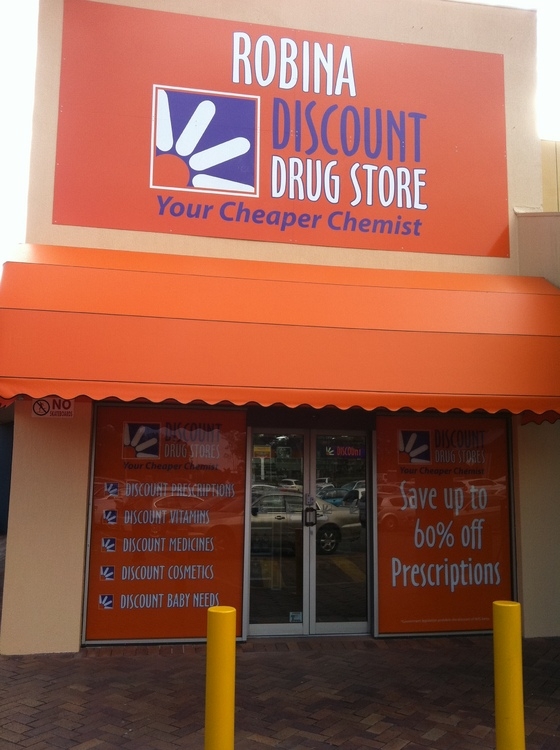 ROBINA
DISCOUNT
DRUG STORE
Your Cheaper Chemist
NO
DISCOUNT
DRUG STORES
Your Cheaper Chemist
DISCOUNT PRESCRIPTIONS
DISCOUNT VITAMINS
DISCOUNT MEDICINES
DISCOUNT COSMETICS
DISCOUNT BABY NEEDS
DISCOUNT
DISCOUNT
DRUG STORES
Your Cheaper Chemist
Save up to
60% off
Prescriptions